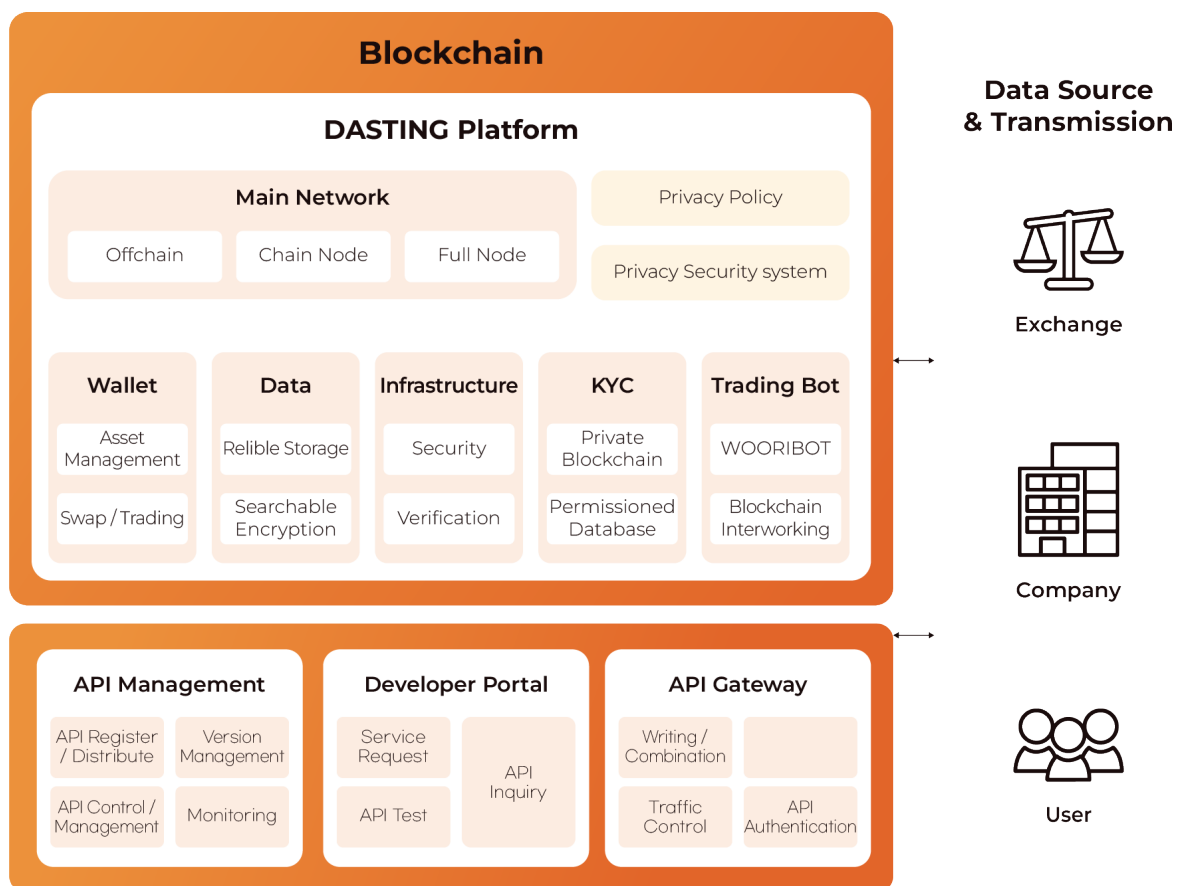 Blockchain
DASTING Platform
Main Network
Offchain
Chain Node
Full Node
Privacy Policy
Privacy Security system
Wallet
Asset
Management
Swap / Trading
Data
Relible Storage
Searchable
Encryption
Infrastructure
Security
Verification
KYC
Private
Blockchain
Permissioned
Database
Trading Bot
WOORIBOT
Blockchain
Interworking
API Management
API Register
/ Distribute
Version
Management
API Control /
Management
Monitoring
Developer Portal
Service
Request
API Test
API
Inquiry
API Gateway
Writing /
Combination
Traffic
Control
API
Authentication
Data Source
& Transmission
Exchange
Company
User